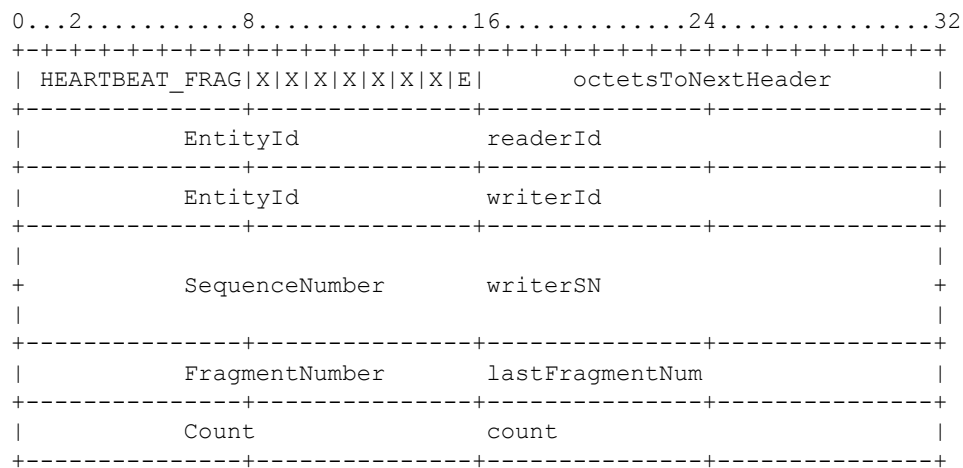 0...2...........8...............16.............24...............32
+-+-+-+-+-+-+-+-+-+-+-+-+-+-+-+-+-+-+-+-+-+-+-+-+-+-+-+-+-+-+-+-+
| HEARTBEAT_FRAG|X|X|X|X|X|X|X|E| octetsToNextHeader |
+---------------+---------------+---------------+---------------+
| EntityId readerId |
+---------------+---------------+---------------+---------------+
| EntityId writerId |
+---------------+---------------+---------------+---------------+
| |
+ SequenceNumber writerSN +
| |
+---------------+---------------+---------------+---------------+
| FragmentNumber lastFragmentNum |
+---------------+---------------+---------------+---------------+
| Count count |
+---------------+---------------+---------------+---------------+